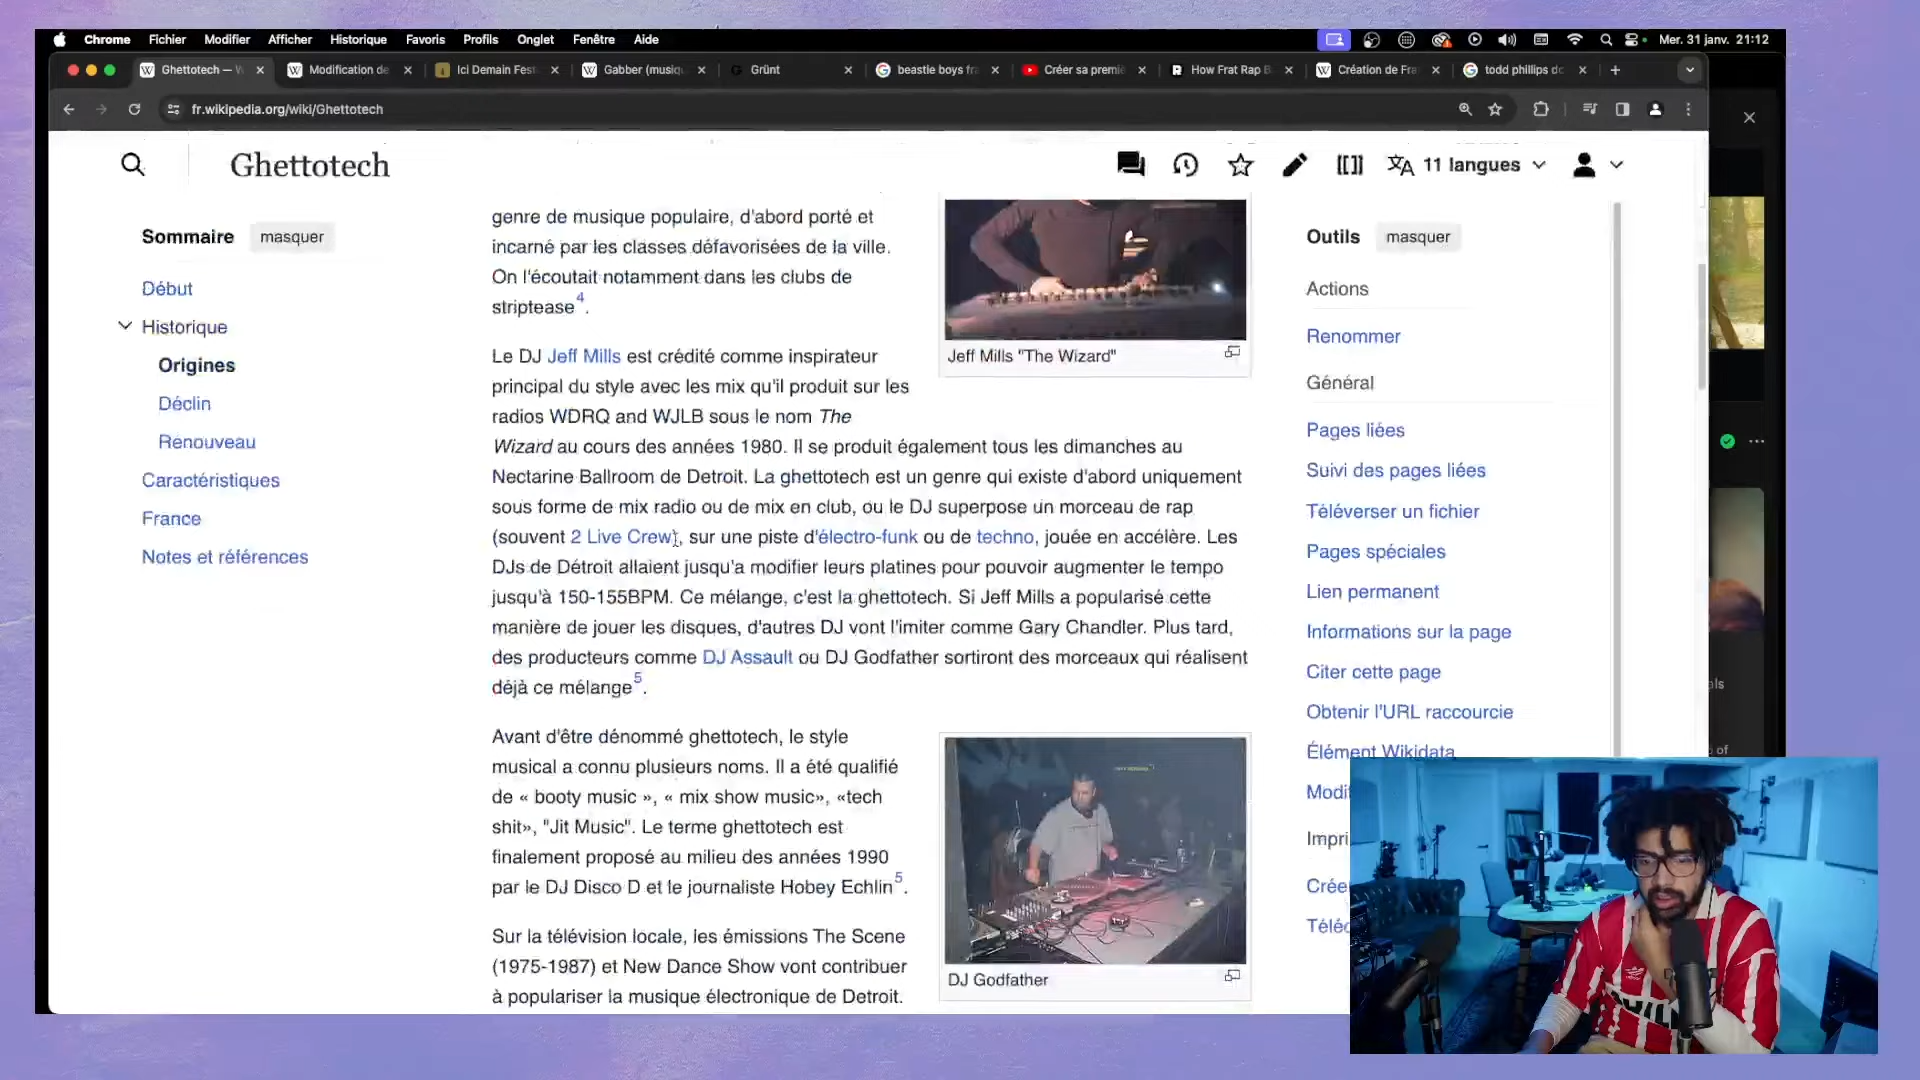 Chrome Fichier Modifier Afficher Historique Favoris Profils Onglet Fenêtre Aide
Mer. 31 janv. 21:12
Ghettotech — W
Modification de
Ici Demain Fest
Gabber (musiqu
Grünt
beastie boys fra
Créer sa premiè
How Frat Rap B
Création de Fra
todd phillips do
fr.wikipedia.org/wiki/Ghettotech
Ghettotech
11 langues
Sommaire masquer
Début
Historique
Origines
Déclin
Renouveau
Caractéristiques
France
Notes et références
genre de musique populaire, d'abord porté et
incarné par les classes défavorisées de la ville.
On l'écoutait notamment dans les clubs de
striptease4.
Jeff Mills "The Wizard"
Le DJ Jeff Mills est crédité comme inspirateur
principal du style avec les mix qu'il produit sur les
radios WDRQ and WJLB sous le nom The
Wizard au cours des années 1980. Il se produit également tous les dimanches au
Nectarine Ballroom de Detroit. La ghettotech est un genre qui existe d'abord uniquement
sous forme de mix radio ou de mix en club, ou le DJ superpose un morceau de rap
(souvent 2 Live Crew), sur une piste d'électro-funk ou de techno, jouée en accélère. Les
DJs de Détroit allaient jusqu'a modifier leurs platines pour pouvoir augmenter le tempo
jusqu'à 150-155BPM. Ce mélange, c'est la ghettotech. Si Jeff Mills a popularisé cette
manière de jouer les disques, d'autres DJ vont l'imiter comme Gary Chandler. Plus tard,
des producteurs comme DJ Assault ou DJ Godfather sortiront des morceaux qui réalisent
déjà ce mélange5.
Avant d'être dénommé ghettotech, le style
musical a connu plusieurs noms. Il a été qualifié
de « booty music », « mix show music», «tech
shit», "Jit Music". Le terme ghettotech est
finalement proposé au milieu des années 1990
par le DJ Disco D et le journaliste Hobey Echlin5.
Sur la télévision locale, les émissions The Scene
(1975-1987) et New Dance Show vont contribuer
à populariser la musique électronique de Detroit.
DJ Godfather
Outils masquer
Actions
Renommer
Général
Pages liées
Suivi des pages liées
Téléverser un fichier
Pages spéciales
Lien permanent
Informations sur la page
Citer cette page
Obtenir l'URL raccourcie
Élément Wikidata
Modi
Impri
Crée
Téléc
als
of